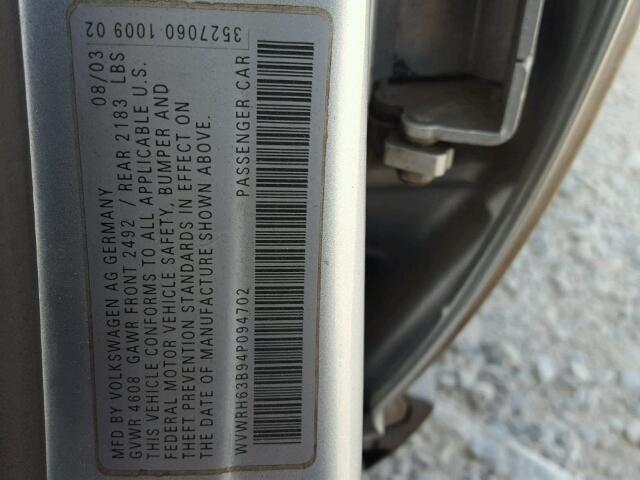 MFD BY VOLKSWAGEN AG GERMANY 08/03
GVWR 4608 GAWR FRONT 2492 / REAR 2183 LBS
THIS VEHICLE CONFORMS TO ALL APPLICABLE U.S.
FEDERAL MOTOR VEHICLE SAFETY, BUMPER AND
THEFT PREVENTION STANDARDS IN EFFECT ON
THE DATE OF MANUFACTURE SHOWN ABOVE.
WVWRH63B94P094702 PASSENGER CAR
3527060 1009 02